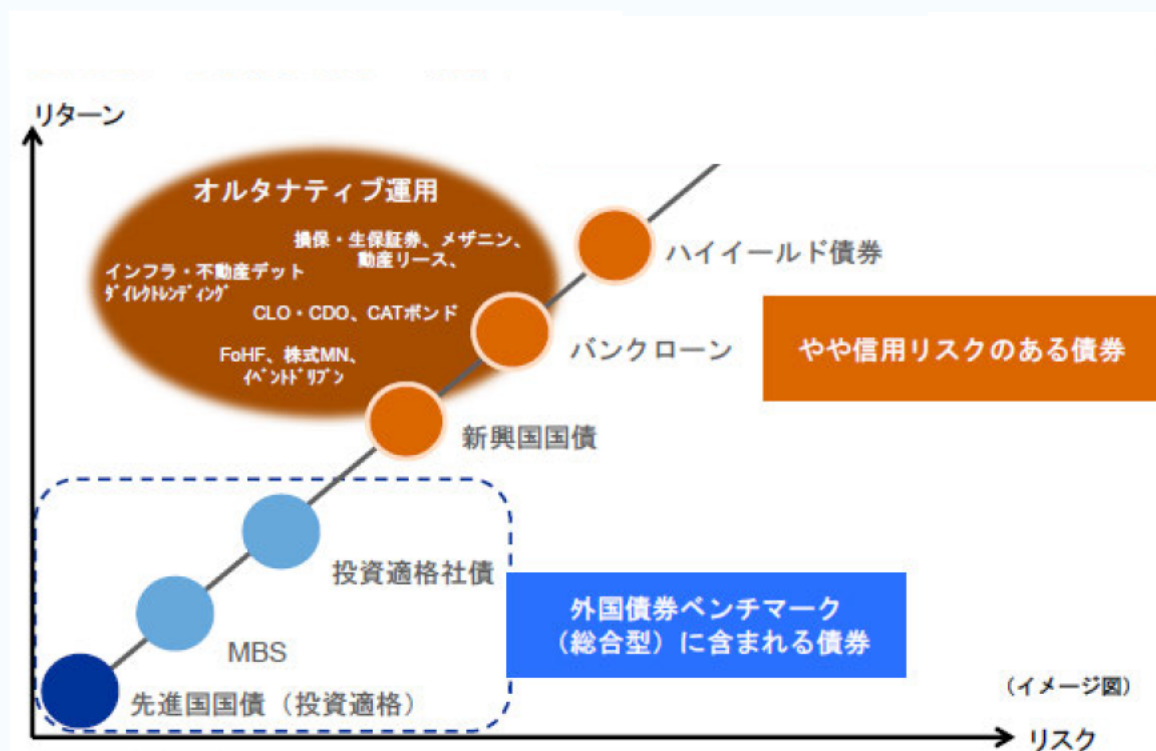 リターン
オルタナティブ運用
損保・生保証券、メザニン、
動産リース、
インフラ・不動産デット
ﾀﾞｲﾚｸﾄﾚﾝﾃﾞｨﾝｸﾞ
CLO・CDO、CATボンド
FoHF、株式MN、
ｲﾍﾞﾝﾄﾄﾞﾘﾌﾞﾝ
ハイイールド債券
バンクローン
やや信用リスクのある債券
新興国国債
投資適格社債
外国債券ベンチマーク
（総合型）に含まれる債券
MBS
先進国国債（投資適格）
（イメージ図）
リスク